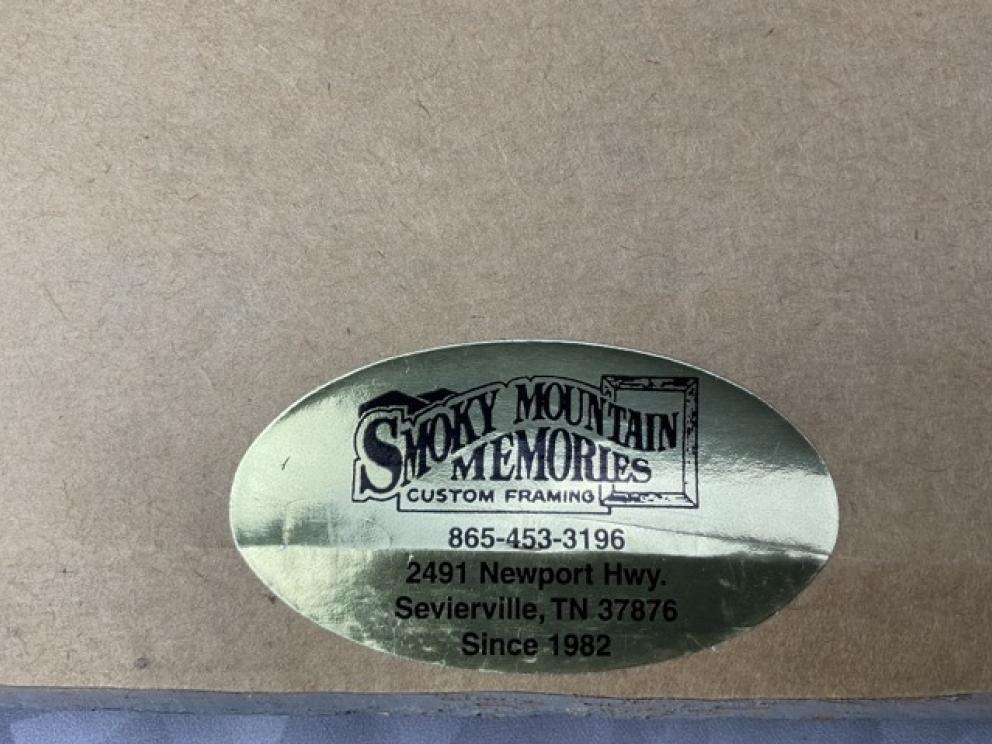 SMOKY MOUNTAIN
MEMORIES
CUSTOM FRAMING
865-453-3196
2491 Newport Hwy.
Sevierville, TN 37876
Since 1982